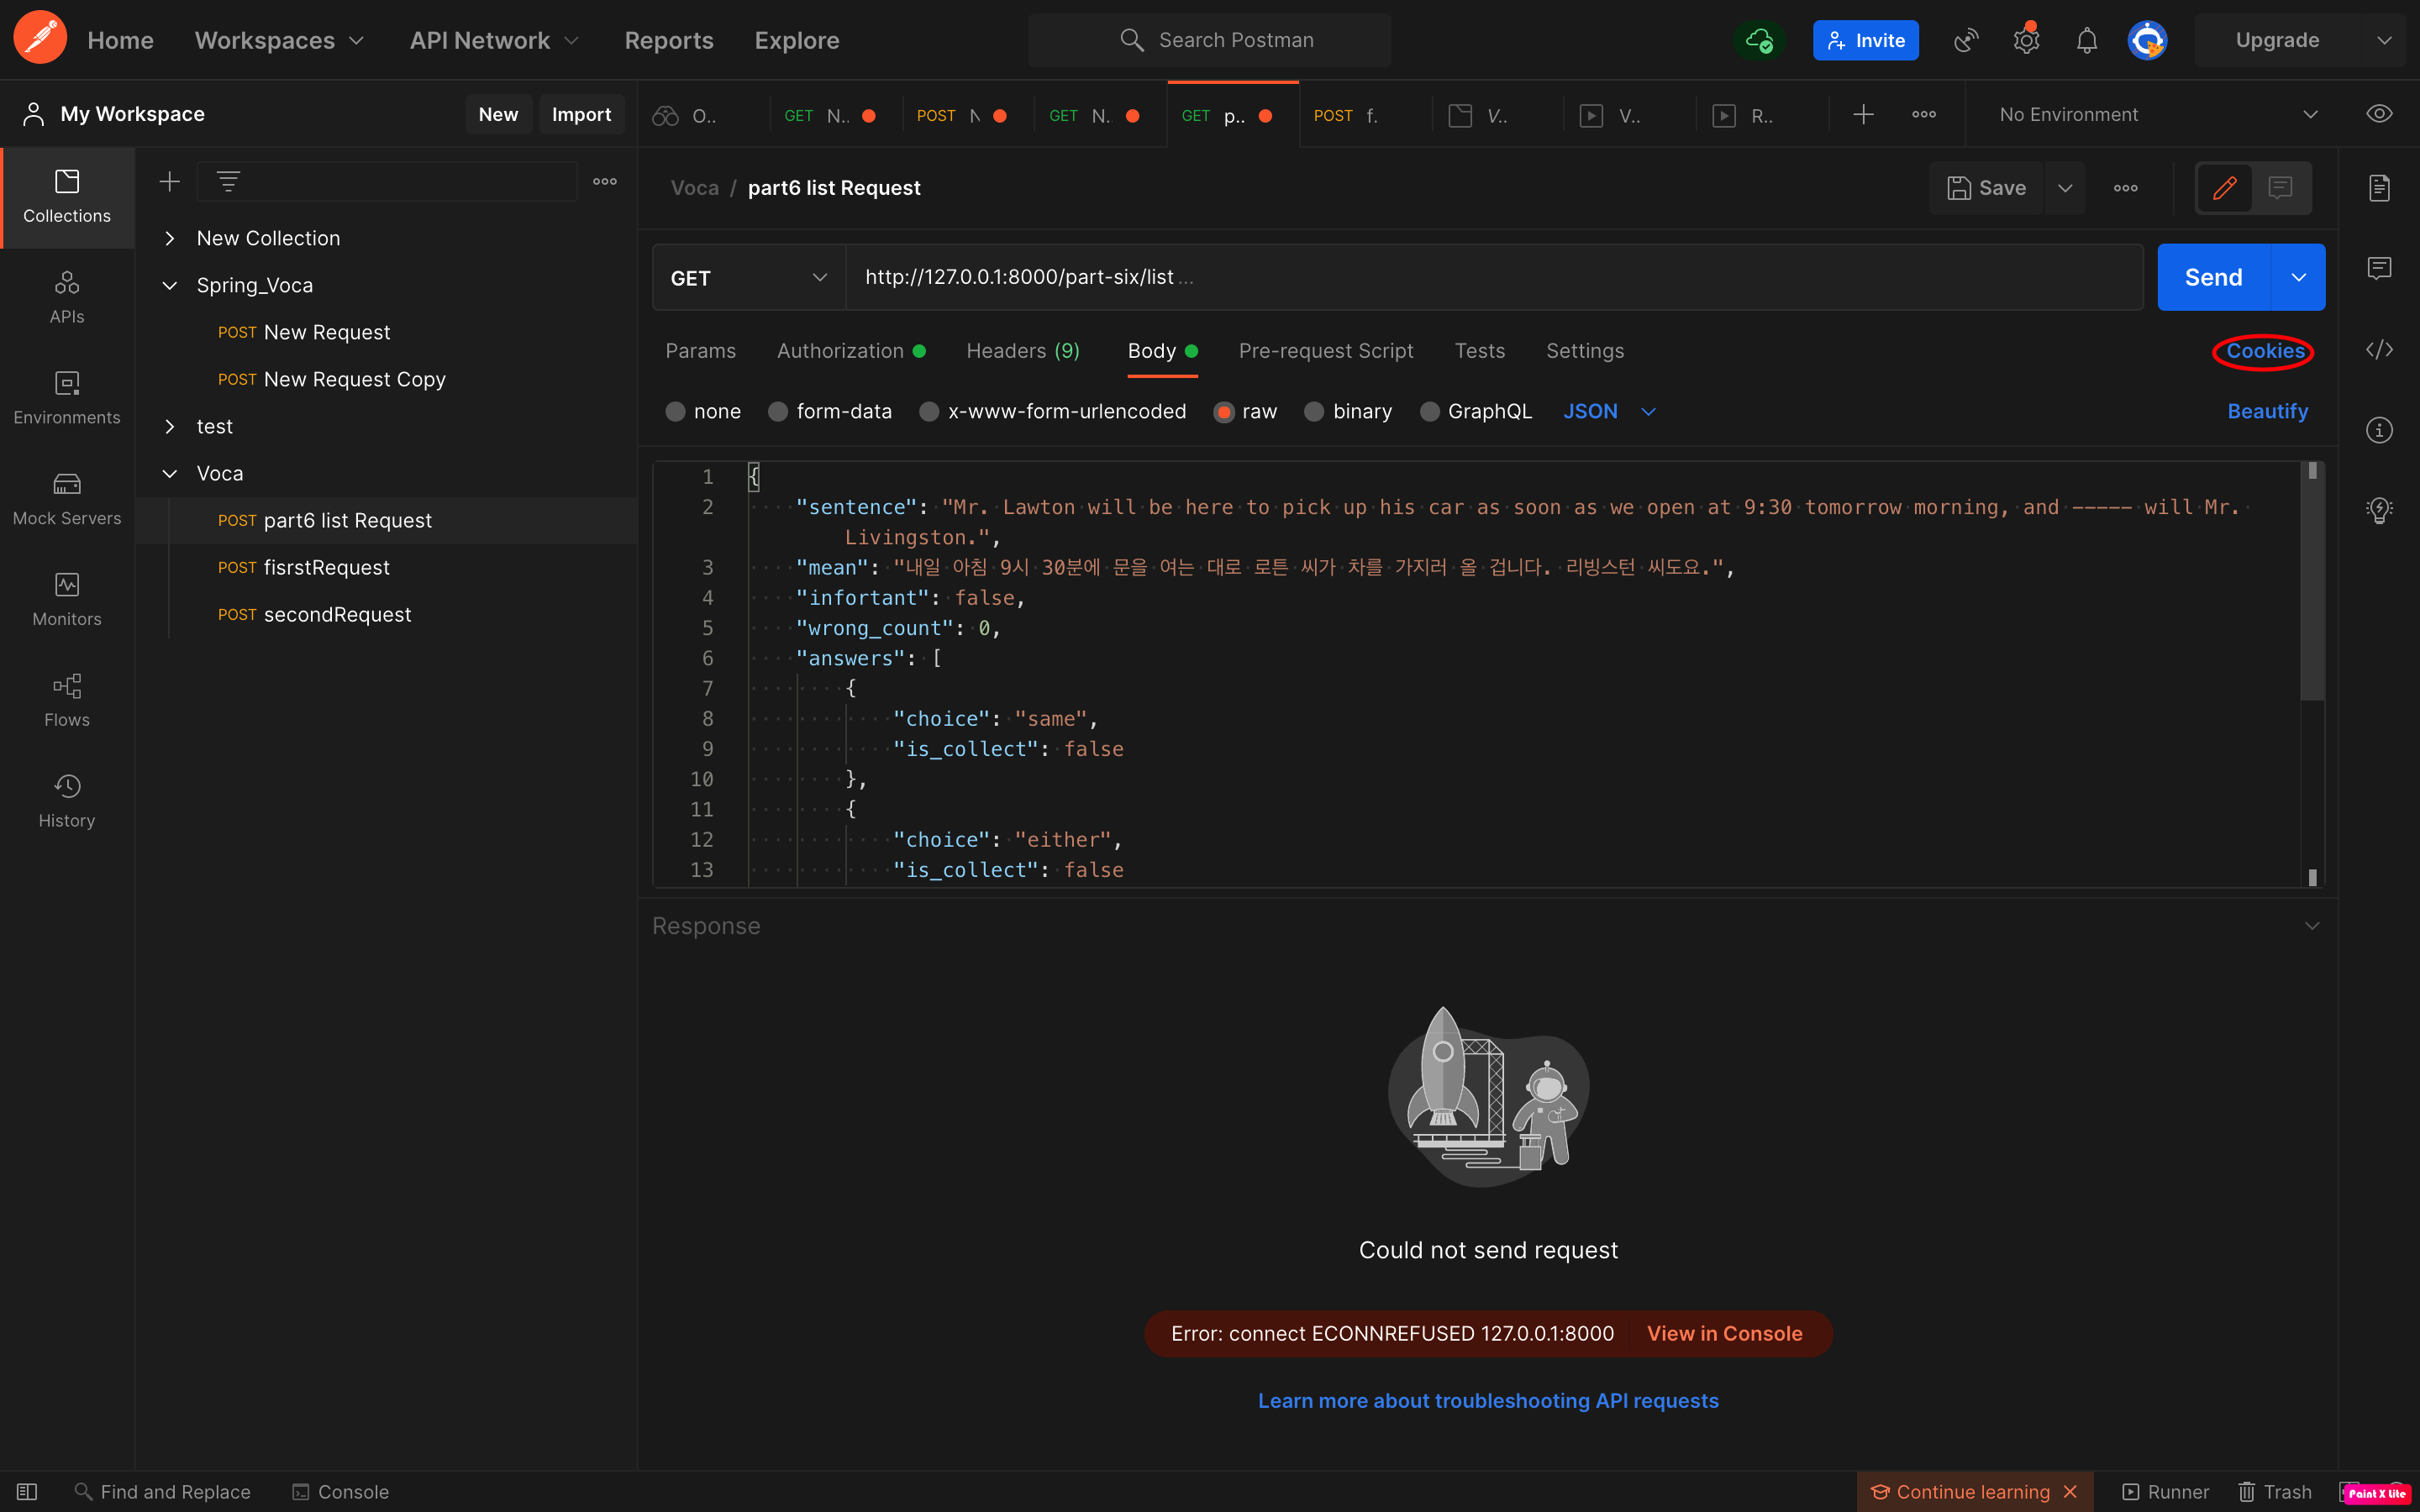 Home Workspaces API Network Reports Explore Search Postman Invite Upgrade
My Workspace New Import
O.. GET N.. POST N GET N.. GET p.. POST f. V.. V.. R.. No Environment
Collections
APIs
Environments
Mock Servers
Monitors
Flows
History
New Collection
Spring_Voca
POST New Request
POST New Request Copy
test
Voca
POST part6 list Request
POST fisrstRequest
POST secondRequest
Voca / part6 list Request Save
GET http://127.0.0.1:8000/part-six/list ... Send
Params Authorization Headers (9) Body Pre-request Script Tests Settings Cookies
none form-data x-www-form-urlencoded raw binary GraphQL JSON Beautify
1 {
2 "sentence": "Mr. Lawton will be here to pick up his car as soon as we open at 9:30 tomorrow morning, and ----- will Mr.
Livingston.",
3 "mean": "내일 아침 9시 30분에 문을 여는 대로 로튼 씨가 차를 가지러 올 겁니다. 리빙스턴 씨도요.",
4 "infortant": false,
5 "wrong_count": 0,
6 "answers": [
7 {
8 "choice": "same",
9 "is_collect": false
10 },
11 {
12 "choice": "either",
13 "is_collect": false
Response
Could not send request
Error: connect ECONNREFUSED 127.0.0.1:8000 View in Console
Learn more about troubleshooting API requests
Find and Replace Console Continue learning Runner Trash
Paint X Lite